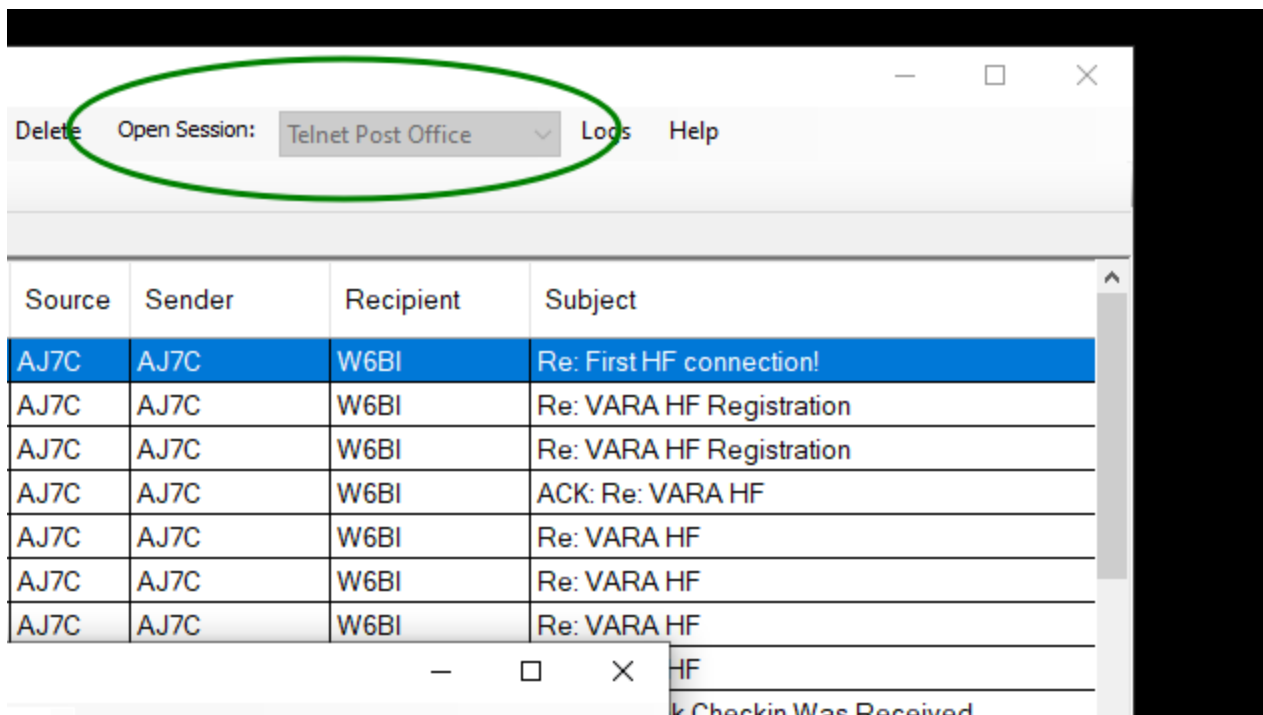 Delete Open Session: Telnet Post Office Logs Help
Source Sender Recipient Subject
AJ7C AJ7C W6BI Re: First HF connection!
AJ7C AJ7C W6BI Re: VARA HF Registration
AJ7C AJ7C W6BI Re: VARA HF Registration
AJ7C AJ7C W6BI ACK: Re: VARA HF
AJ7C AJ7C W6BI Re: VARA HF
AJ7C AJ7C W6BI Re: VARA HF
AJ7C AJ7C W6BI Re: VARA HF
HF
k Checkin Was Received